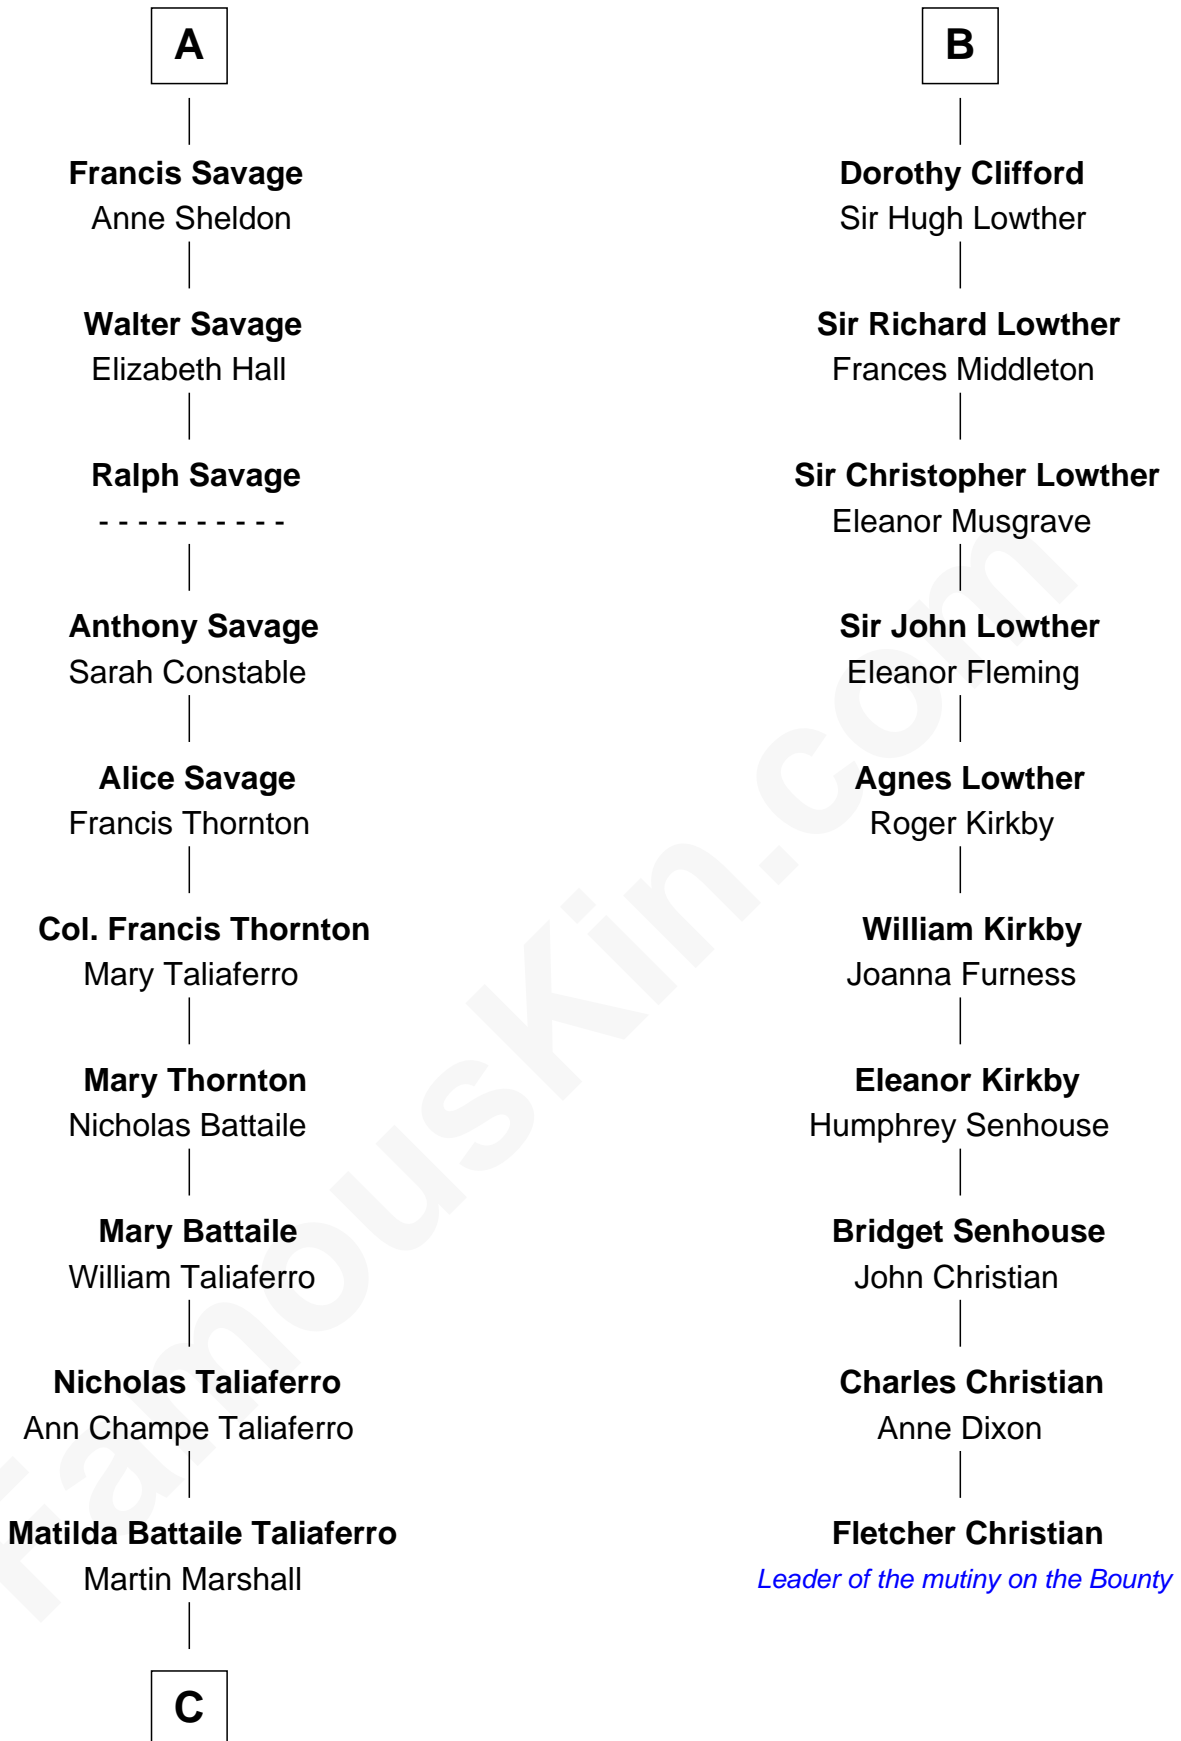 A
Francis Savage
Anne Sheldon
Walter Savage
Elizabeth Hall
Ralph Savage
- - - - - - - - - -
Anthony Savage
Sarah Constable
Alice Savage
Francis Thornton
Col. Francis Thornton
Mary Taliaferro
Mary Thornton
Nicholas Battaile
Mary Battaile
William Taliaferro
Nicholas Taliaferro
Ann Champe Taliaferro
Matilda Battaile Taliaferro
Martin Marshall
C
B
Dorothy Clifford
Sir Hugh Lowther
Sir Richard Lowther
Frances Middleton
Sir Christopher Lowther
Eleanor Musgrave
Sir John Lowther
Eleanor Fleming
Agnes Lowther
Roger Kirkby
William Kirkby
Joanna Furness
Eleanor Kirkby
Humphrey Senhouse
Bridget Senhouse
John Christian
Charles Christian
Anne Dixon
Fletcher Christian
Leader of the mutiny on the Bounty
FamousKin.com